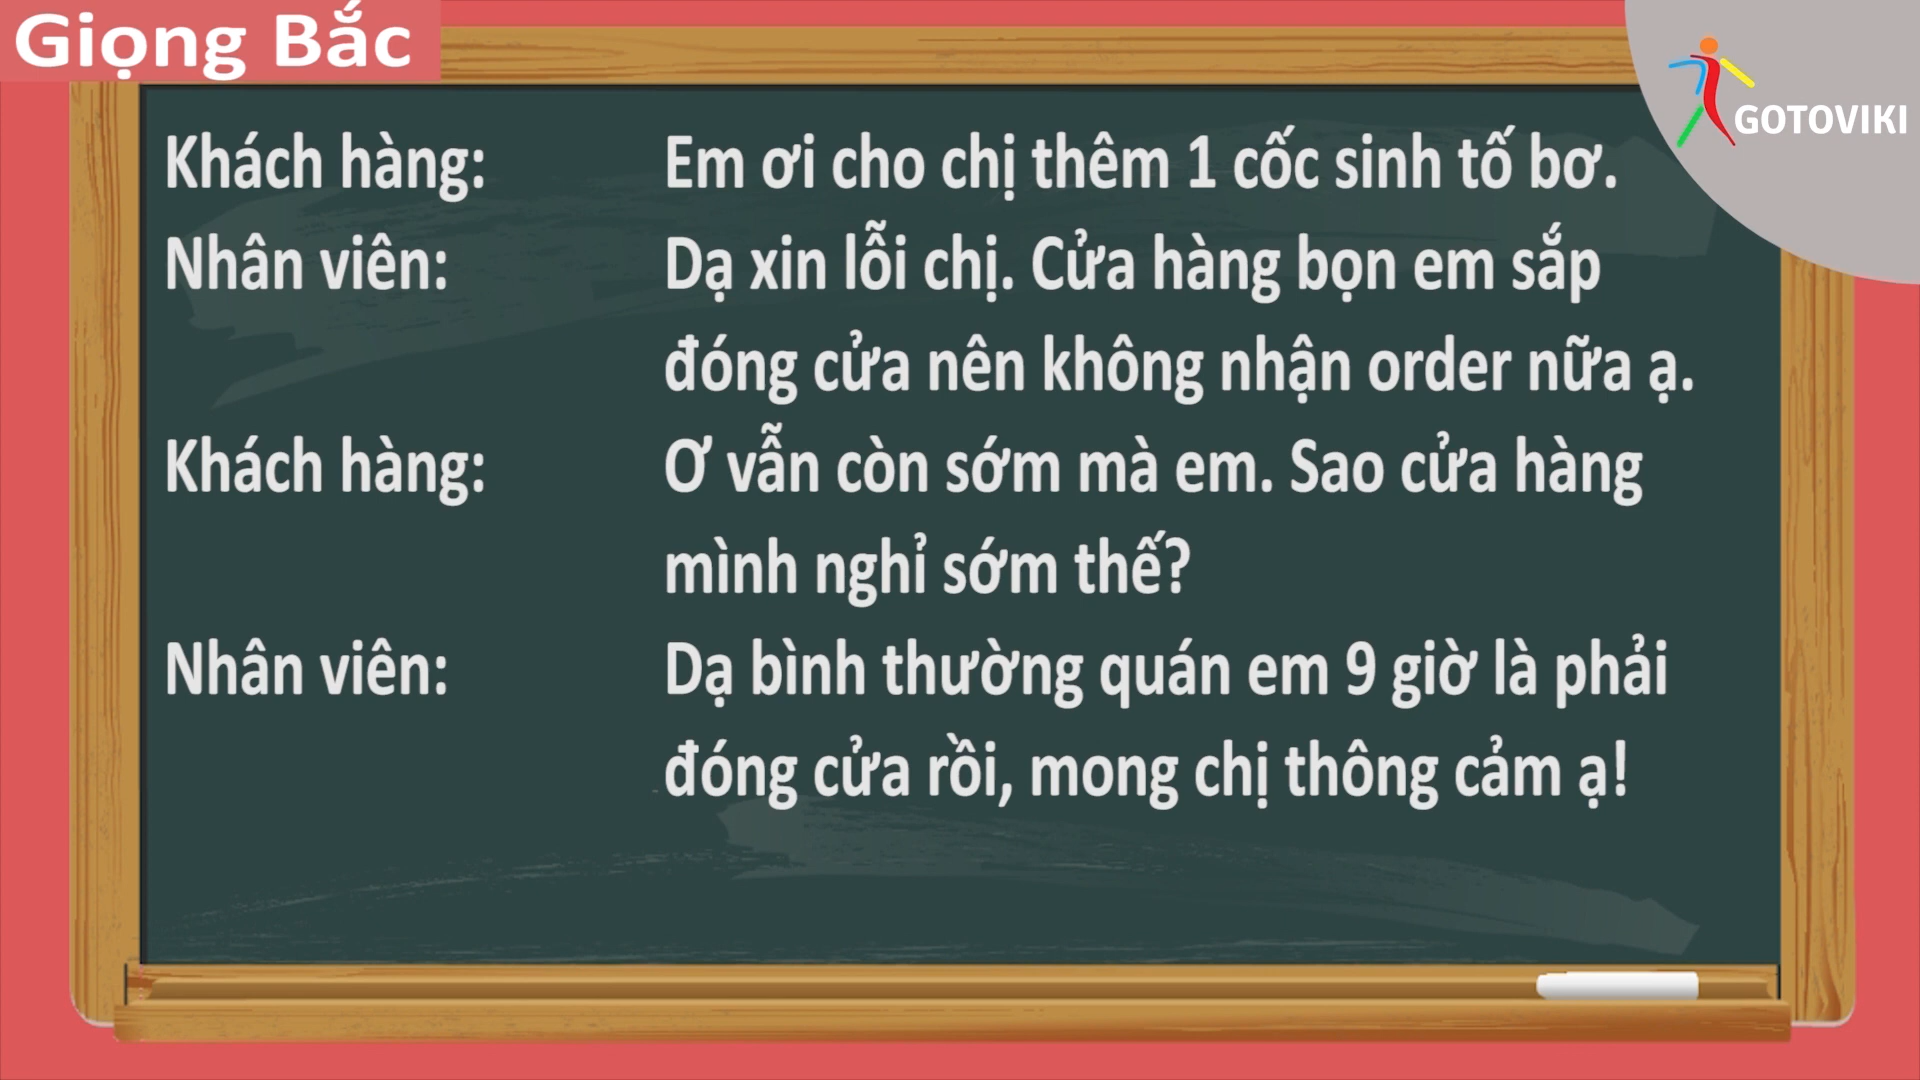 Giọng Bắc
GOTOVIKI
Khách hàng: Em ơi cho chị thêm 1 cốc sinh tố bơ.
Nhân viên: Dạ xin lỗi chị. Cửa hàng bọn em sắp
đóng cửa nên không nhận order nữa ạ.
Khách hàng: Ơ vẫn còn sớm mà em. Sao cửa hàng
mình nghỉ sớm thế?
Nhân viên: Dạ bình thường quán em 9 giờ là phải
đóng cửa rồi, mong chị thông cảm ạ!